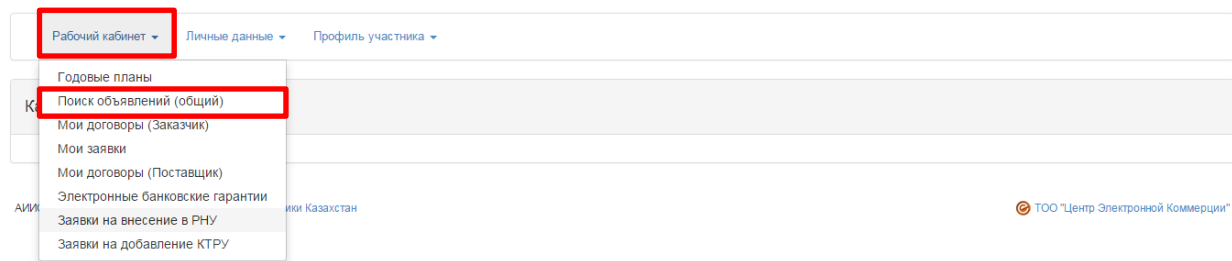 Рабочий кабинет Личные данные Профиль участника
Годовые планы
Поиск объявлений (общий)
Мои договоры (Заказчик)
Мои заявки
Мои договоры (Поставщик)
Электронные банковские гарантии
Казахстан ТОО "Центр Электронной Коммерции"
Заявки на внесение в РНУ
Заявки на добавление КТРУ